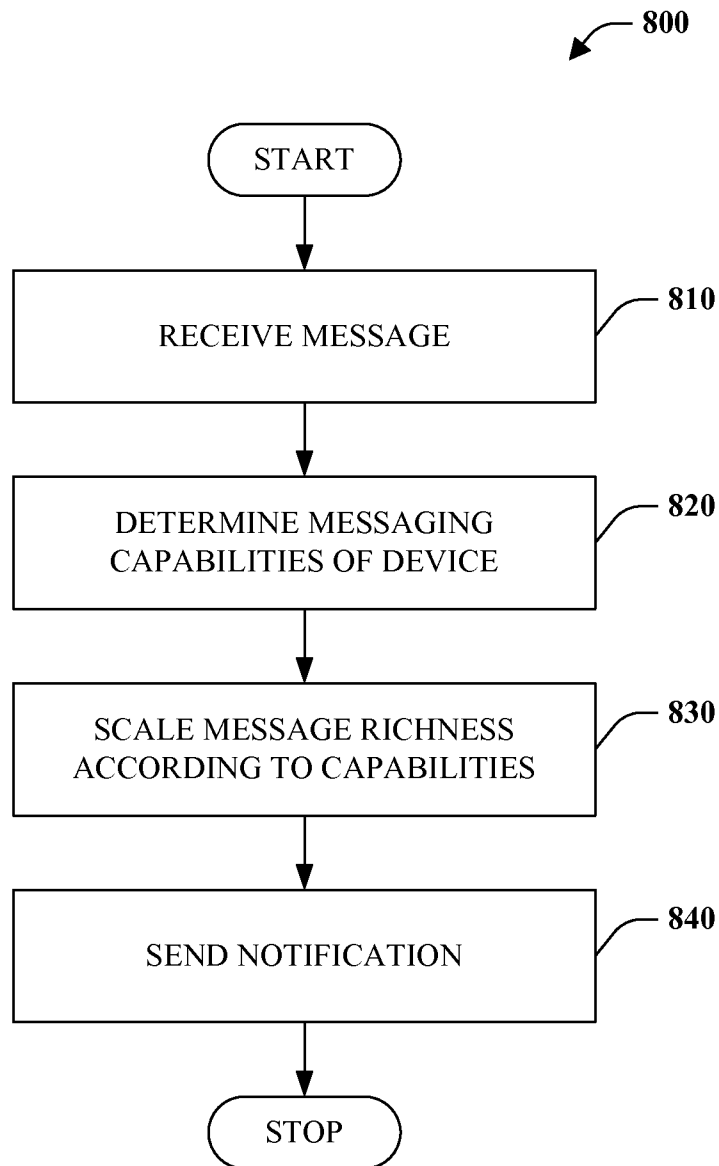 800
START
RECEIVE MESSAGE
810
DETERMINE MESSAGING
CAPABILITIES OF DEVICE
820
SCALE MESSAGE RICHNESS
ACCORDING TO CAPABILITIES
830
SEND NOTIFICATION
840
STOP